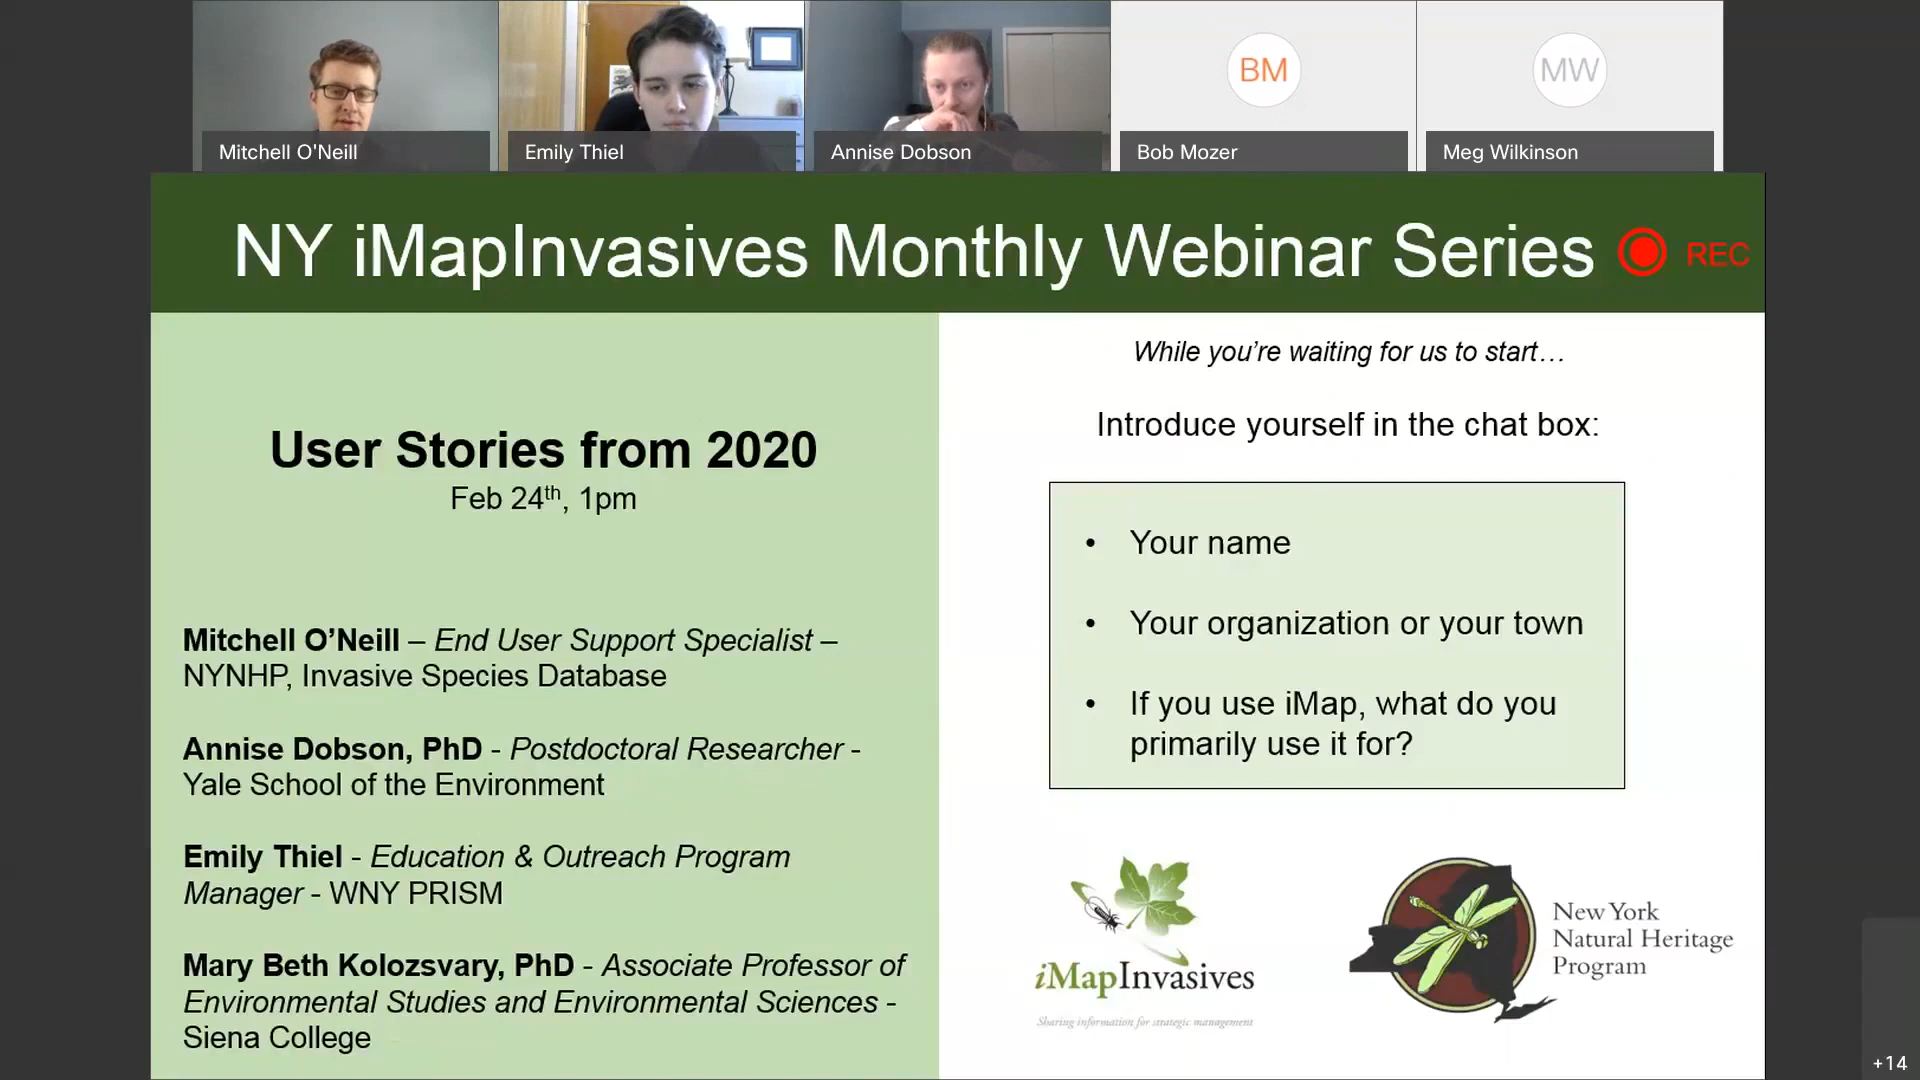 BM
MW
Mitchell O'Neill
Emily Thiel
Annise Dobson
Bob Mozer
Meg Wilkinson
NY iMapInvasives Monthly Webinar Series
REC
User Stories from 2020
Feb 24th, 1pm
Mitchell O’Neill – End User Support Specialist –
NYNHP, Invasive Species Database
Annise Dobson, PhD - Postdoctoral Researcher -
Yale School of the Environment
Emily Thiel - Education & Outreach Program
Manager - WNY PRISM
Mary Beth Kolozsvary, PhD - Associate Professor of
Environmental Studies and Environmental Sciences -
Siena College
While you’re waiting for us to start…
Introduce yourself in the chat box:
• Your name
• Your organization or your town
• If you use iMap, what do you
primarily use it for?
iMapInvasives
Sharing information for strategic management
New York
Natural Heritage
Program
+14